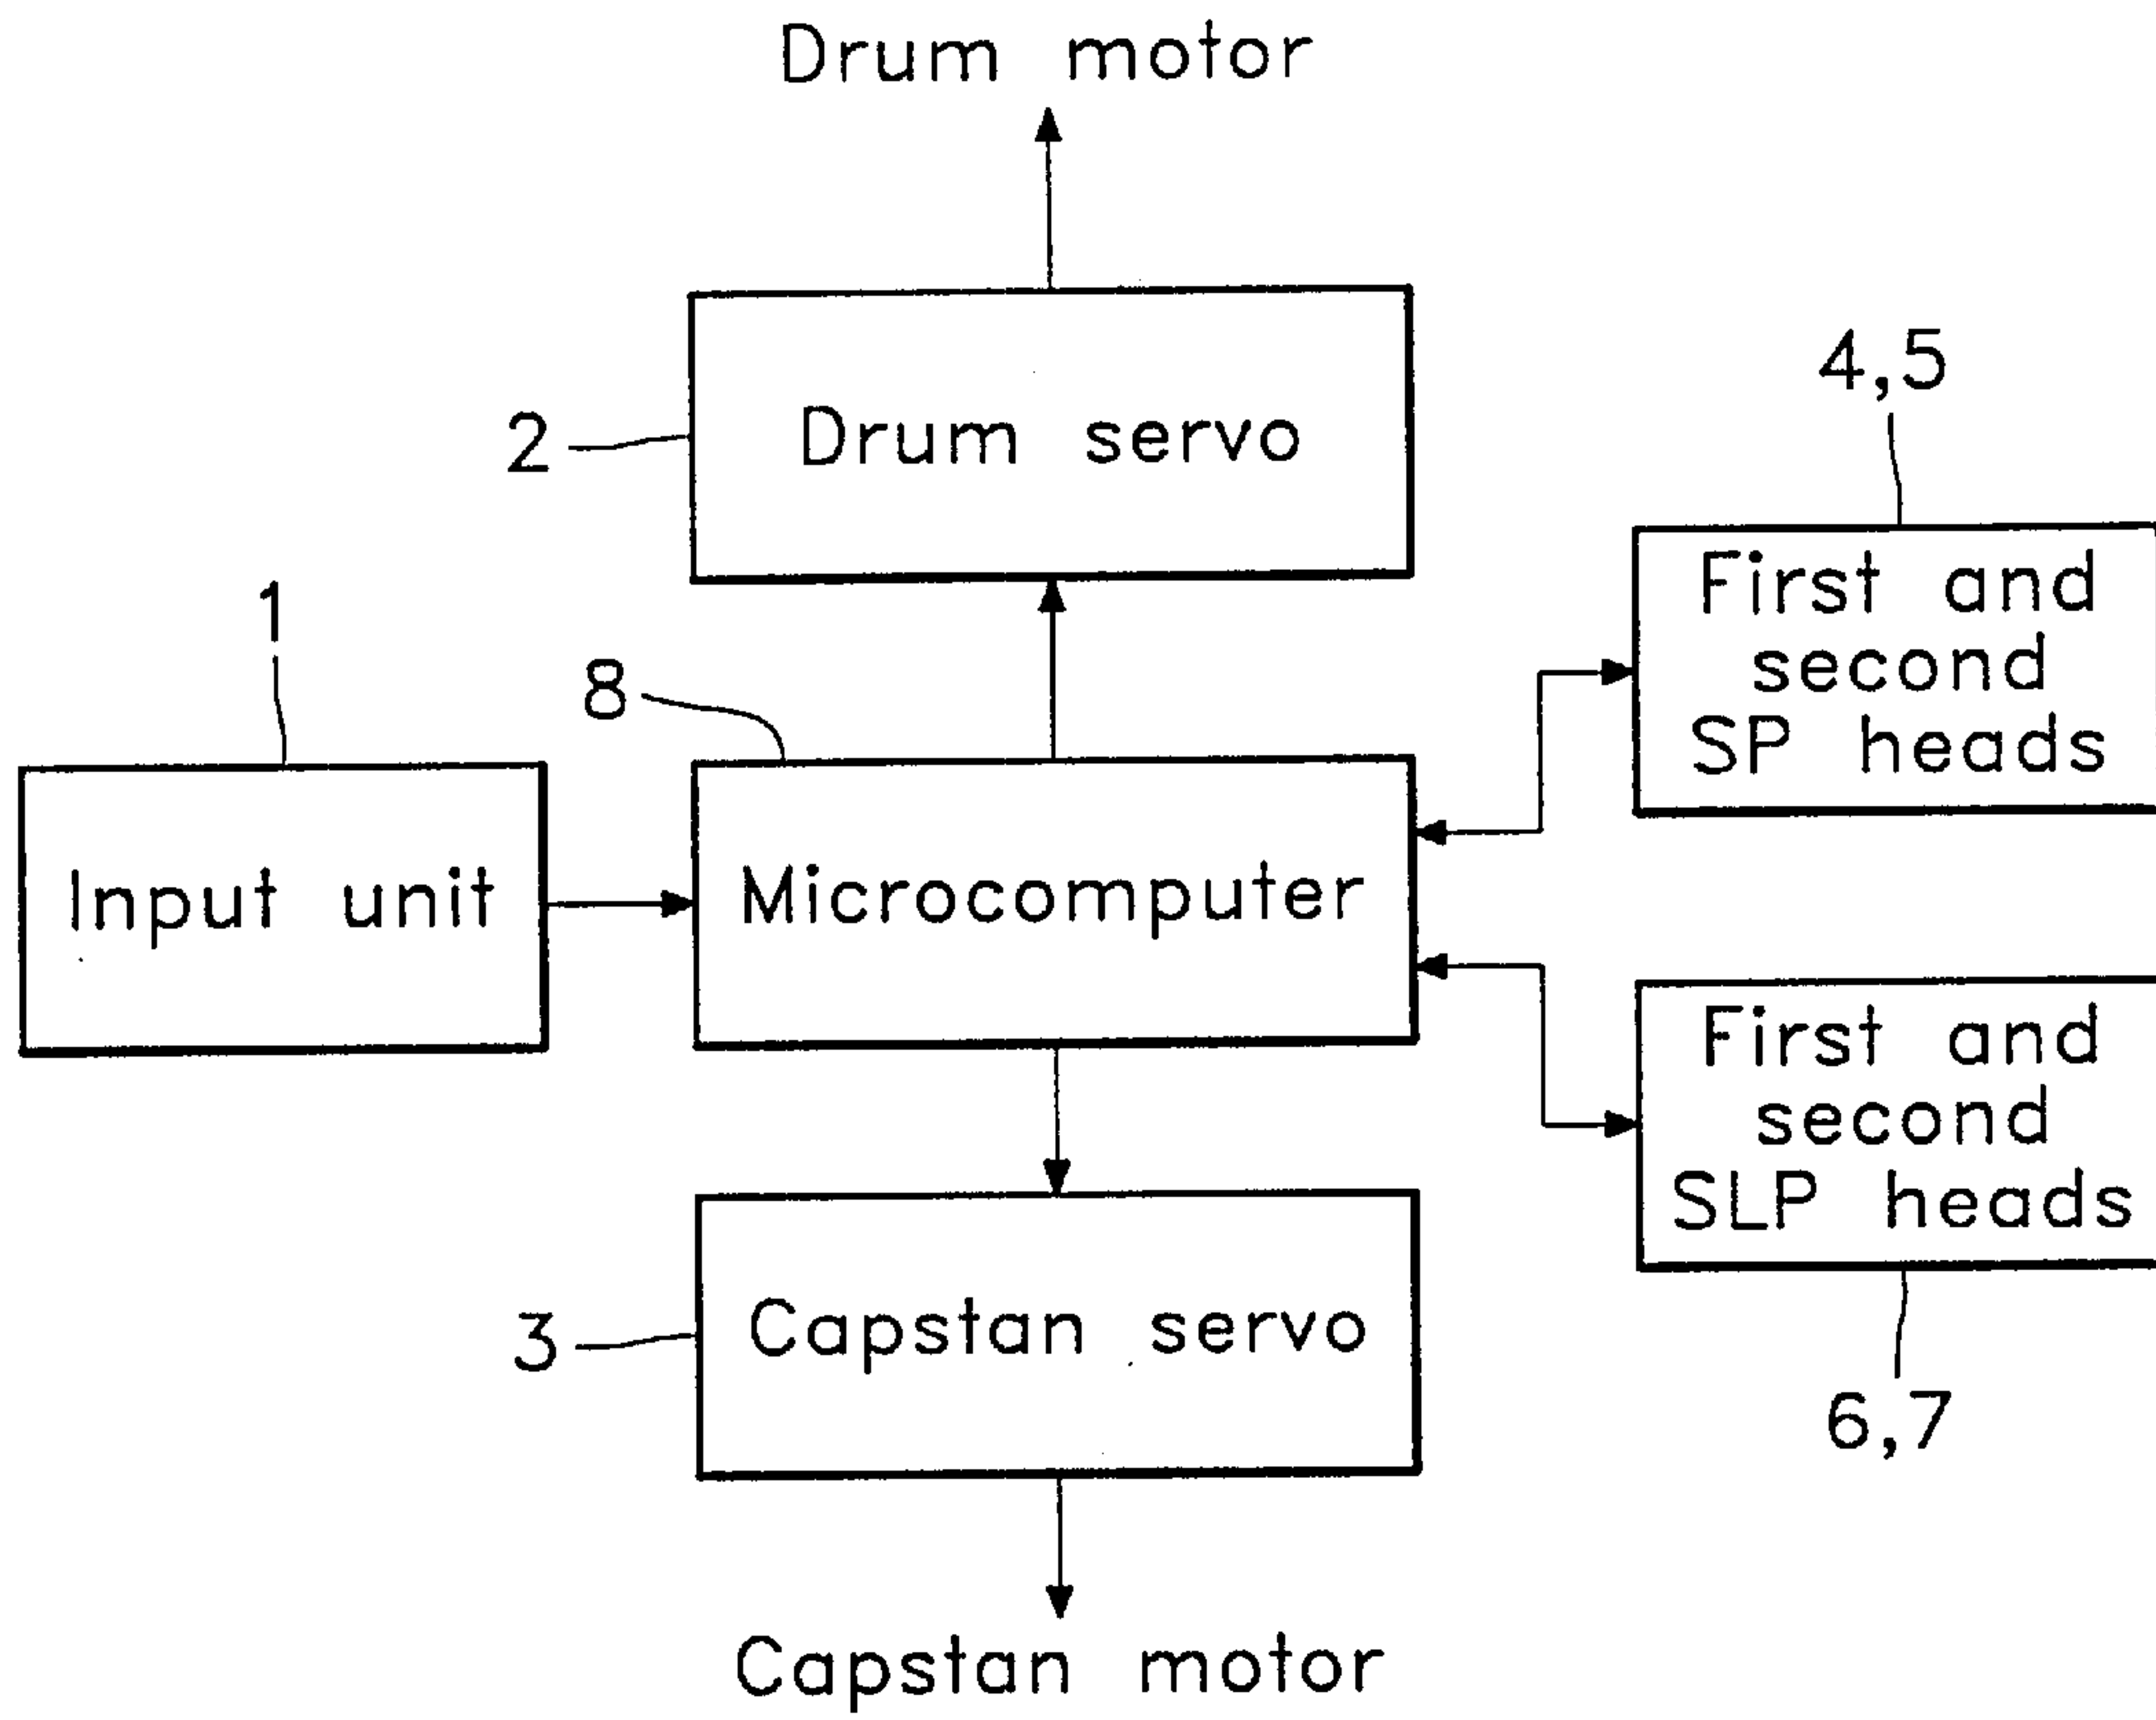 Drum motor
2
Drum servo
4,5
First and
second
SP heads
1
8
Input unit
Microcomputer
First and
second
SLP heads
6,7
3
Capstan servo
Capstan motor